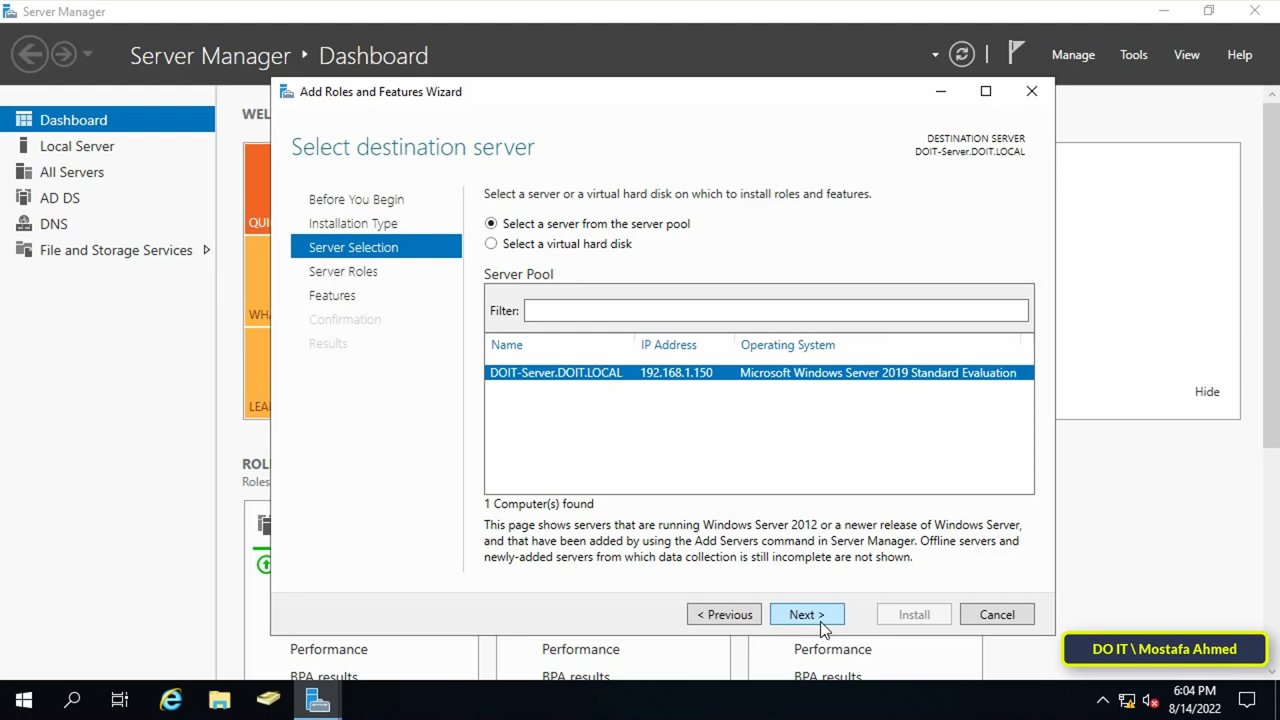 Server Manager
Server Manager ‣ Dashboard
Manage
Tools
View
Help
Dashboard
Local Server
All Servers
AD DS
DNS
File and Storage Services
WEL
QUI
WHA
LEA
Hide
ROL
Roles
Add Roles and Features Wizard
Select destination server
DESTINATION SERVER
DOIT-Server.DOIT.LOCAL
Before You Begin
Installation Type
Server Selection
Server Roles
Features
Confirmation
Results
Select a server or a virtual hard disk on which to install roles and features.
Select a server from the server pool
Select a virtual hard disk
Server Pool
Filter:
Name IP Address Operating System
DOIT-Server.DOIT.LOCAL 192.168.1.150 Microsoft Windows Server 2019 Standard Evaluation
1 Computer(s) found
This page shows servers that are running Windows Server 2012 or a newer release of Windows Server,
and that have been added by using the Add Servers command in Server Manager. Offline servers and
newly-added servers from which data collection is still incomplete are not shown.
< Previous
Next >
Install
Cancel
Performance Performance Performance
BPA results BPA results BPA results
DO IT \ Mostafa Ahmed
6:04 PM
8/14/2022